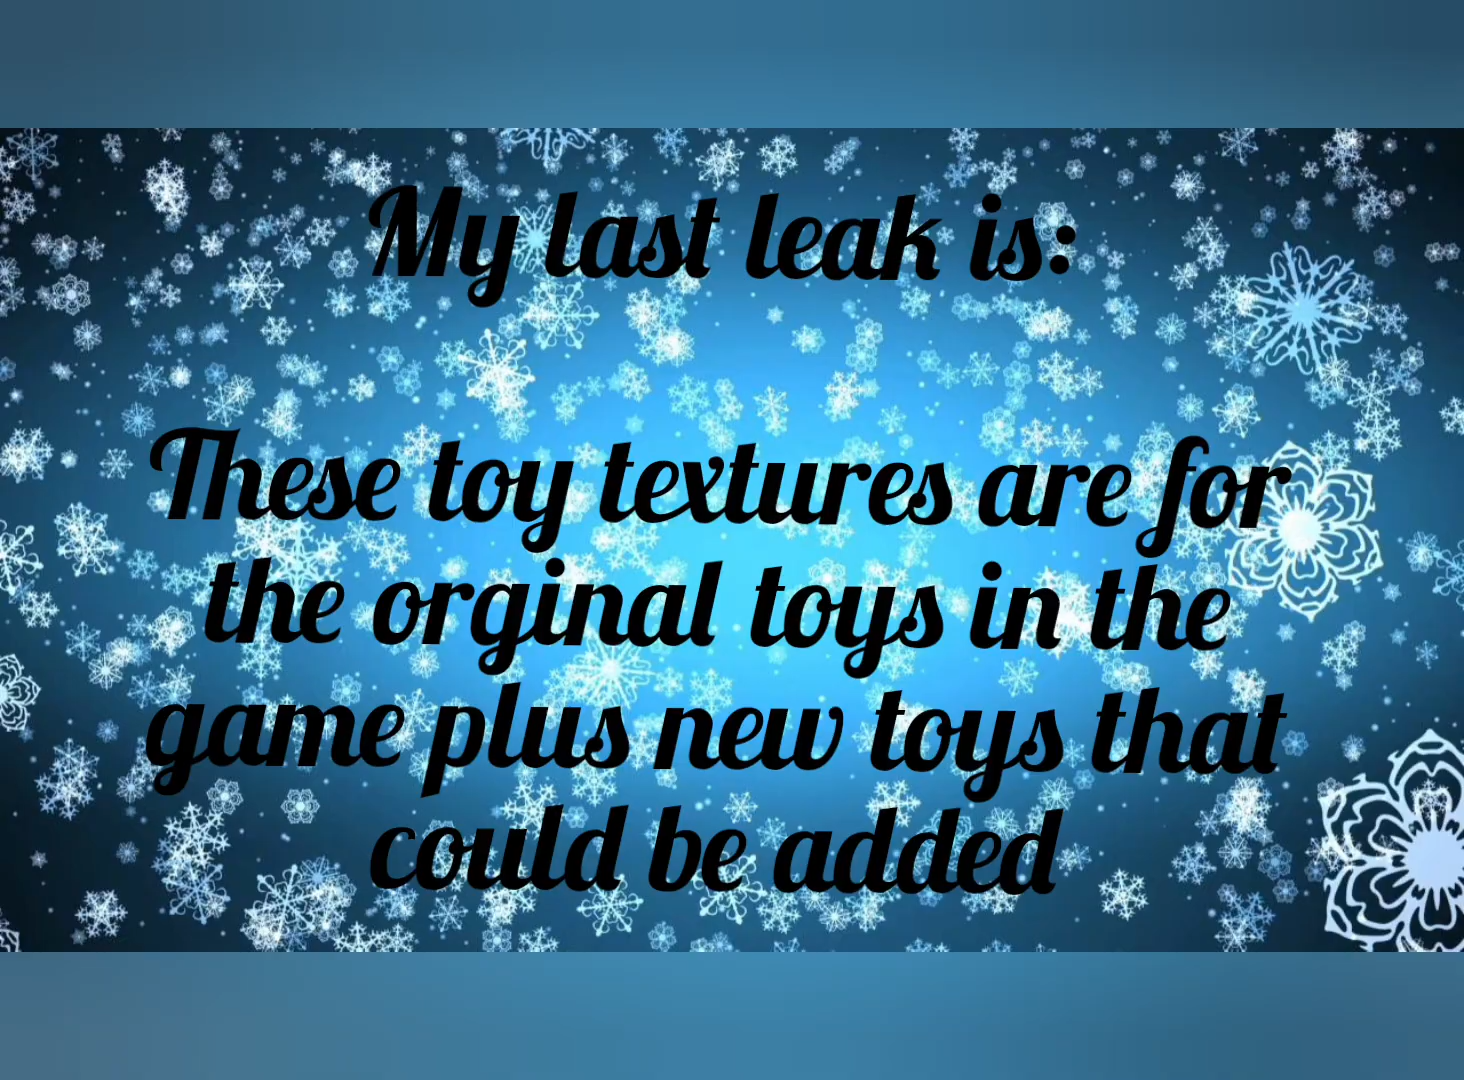 My last leak is:
These toy textures are for
the orginal toys in the
game plus new toys that
could be added